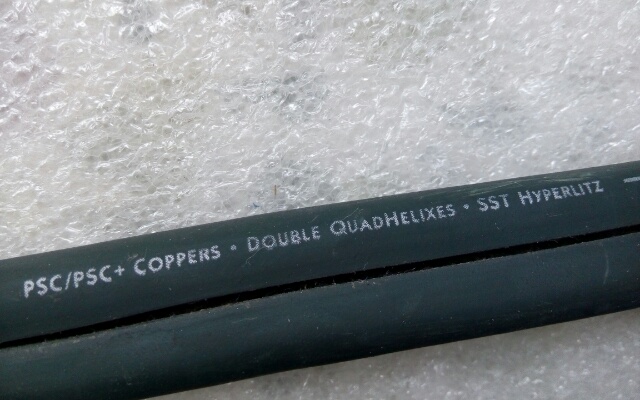 PSC/PSC+ COPPERS • DOUBLE QUADHELIXES • SST HYPERLITZ